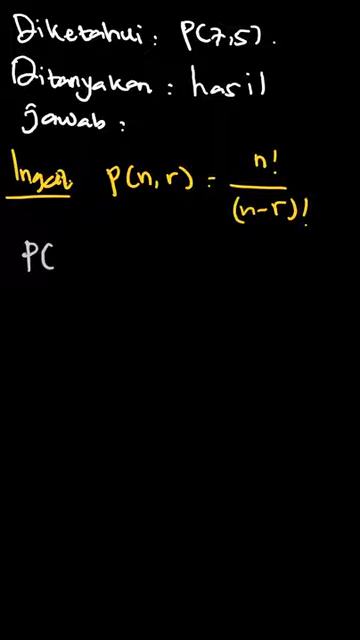 Diketahui : P(7,5).
Ditanyakan : hasil
Jawab :
Ingat P(n, r) = n! / (n-r)!
P(